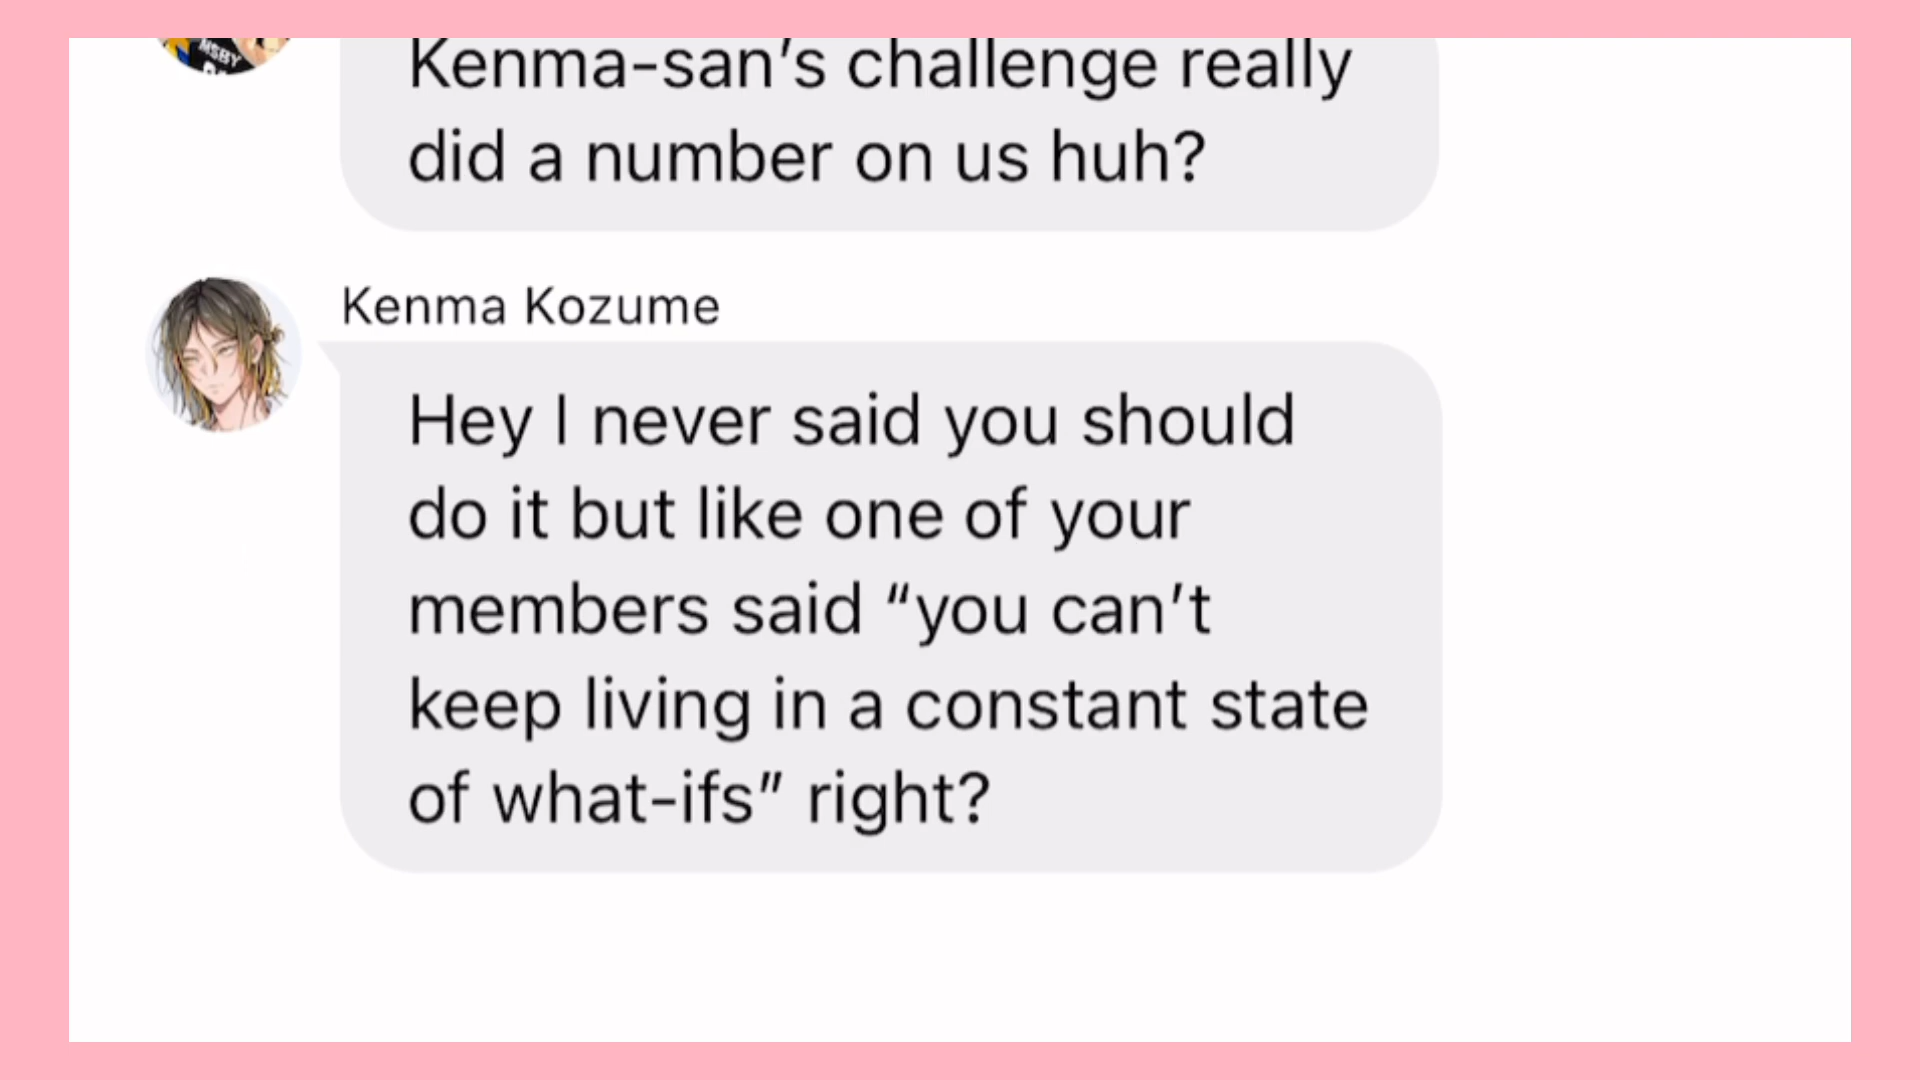 MSBY
Kenma-san's challenge really
did a number on us huh?
Kenma Kozume
Hey I never said you should
do it but like one of your
members said “you can't
keep living in a constant state
of what-ifs” right?